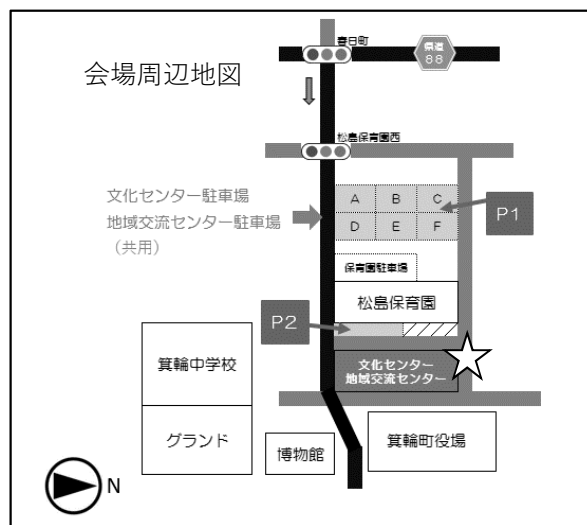 会場周辺地図
春日町
県道
88
松島保育園西
文化センター駐車場
地域交流センター駐車場
（共用）
A B C
D E F
P1
保育園駐車場
松島保育園
P2
箕輪中学校
文化センター
地域交流センター
グランド
博物館
箕輪町役場
N